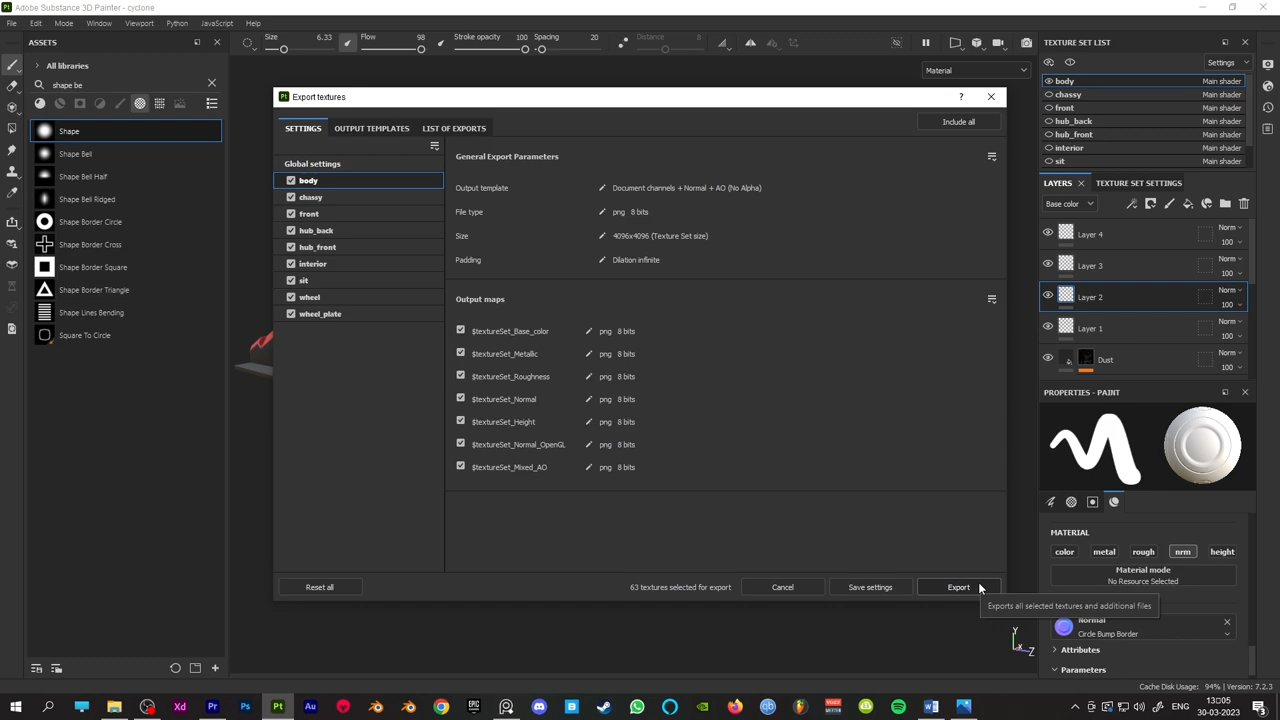 Adobe Substance 3D Painter - cyclone
File Edit Mode Window Viewport Python JavaScript Help
ASSETS
Size 6.33 Flow 98 Stroke opacity 100 Spacing 20 Distance 8
TEXTURE SET LIST
All libraries
shape be
Material
Settings
body Main shader
chassy Main shader
front Main shader
hub_back Main shader
hub_front Main shader
interior Main shader
sit Main shader
Shape
Shape Bell
Shape Bell Half
Shape Bell Ridged
Shape Border Circle
Shape Border Cross
Shape Border Square
Shape Border Triangle
Shape Lines Bending
Square To Circle
Pt Export textures ?
SETTINGS OUTPUT TEMPLATES LIST OF EXPORTS Include all
Global settings
body
chassy
front
hub_back
hub_front
interior
sit
wheel
wheel_plate
General Export Parameters
Output template Document channels + Normal + AO (No Alpha)
File type png 8 bits
Size 4096x4096 (Texture Set size)
Padding Dilation infinite
Output maps
$textureSet_Base_color png 8 bits
$textureSet_Metallic png 8 bits
$textureSet_Roughness png 8 bits
$textureSet_Normal png 8 bits
$textureSet_Height png 8 bits
$textureSet_Normal_OpenGL png 8 bits
$textureSet_Mixed_AO png 8 bits
Reset all 63 textures selected for export Cancel Save settings Export
Exports all selected textures and additional files
LAYERS TEXTURE SET SETTINGS
Base color
Layer 4 Norm 100
Layer 3 Norm 100
Layer 2 Norm 100
Layer 1 Norm 100
Dust Norm 100
PROPERTIES - PAINT
MATERIAL
color metal rough nrm height
Material mode
No Resource Selected
Normal
Circle Bump Border
Attributes
Parameters
Y
x Z
Cache Disk Usage: 94% | Version: 7.2.3
Xd Pr Ps Pt Au
ENG 13:05
30-03-2023